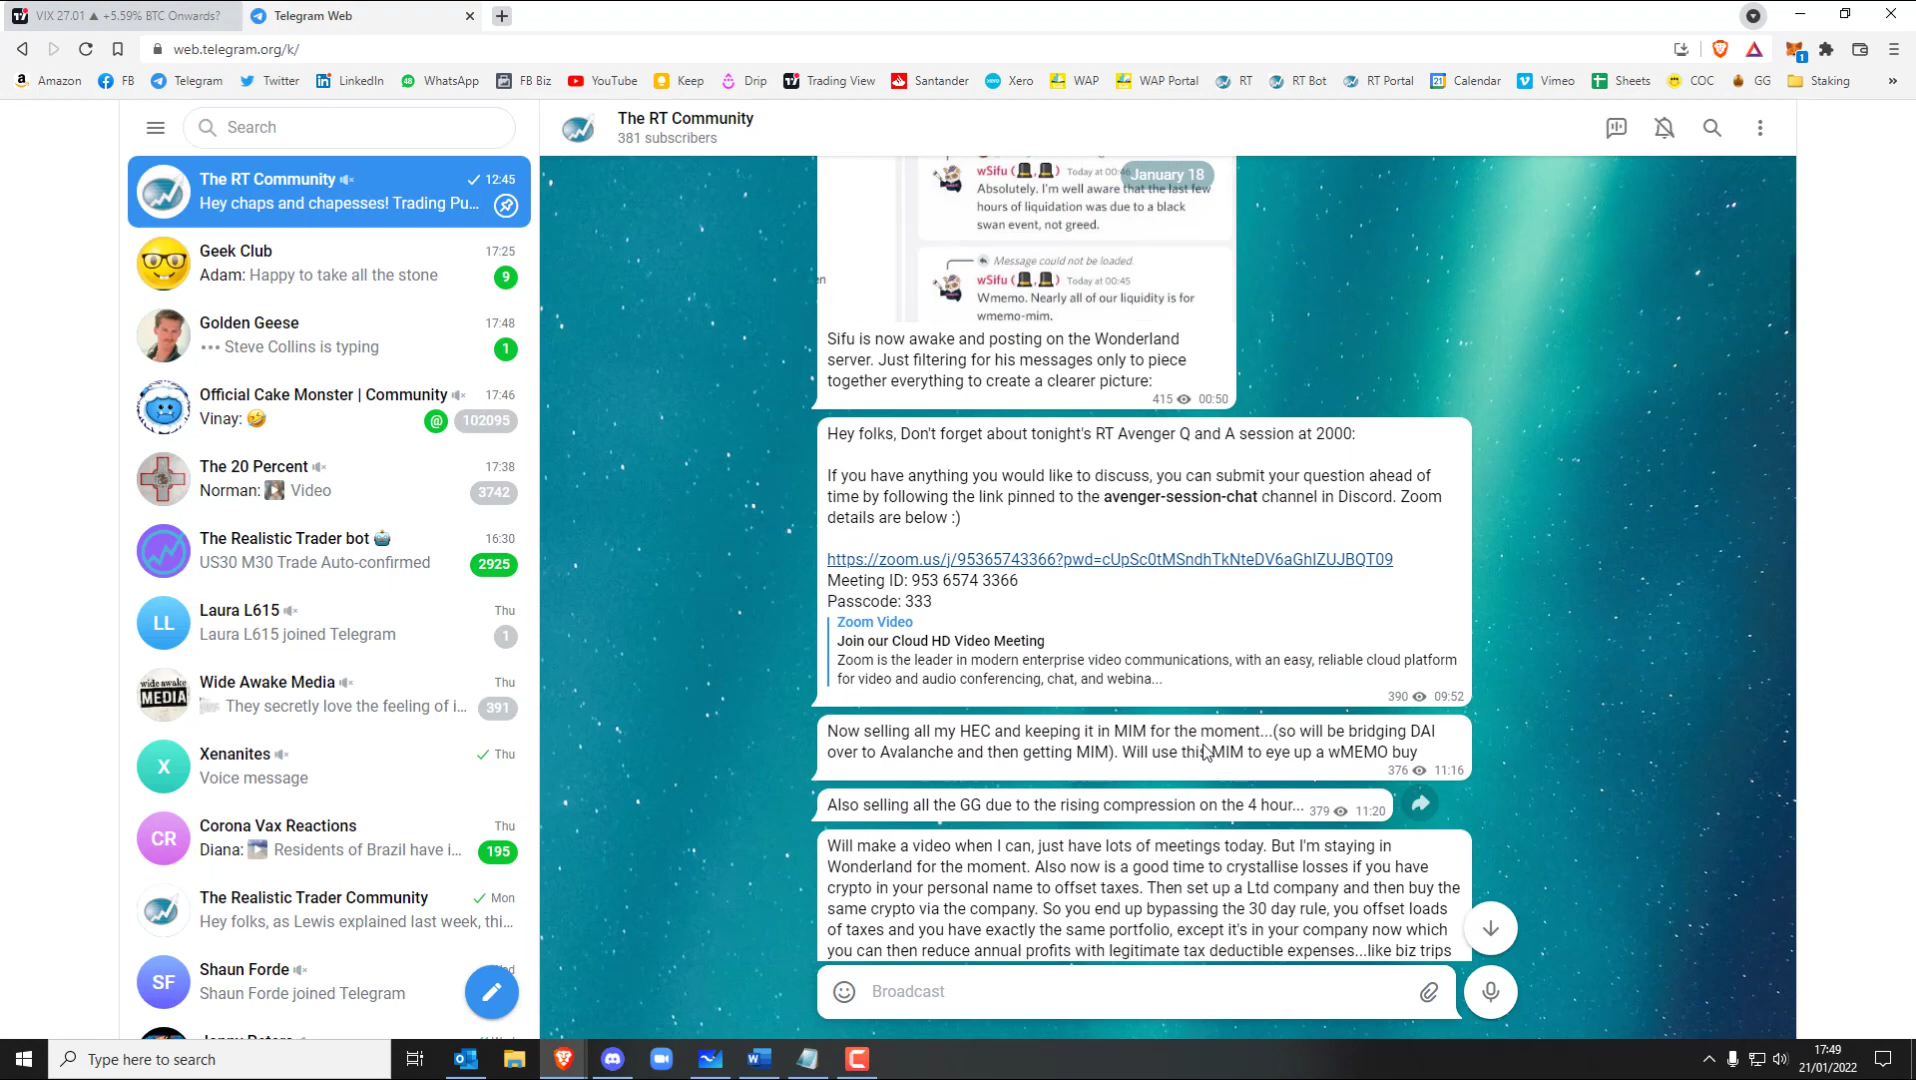 VIX 27.01 ▲ +5.59% BTC Onwards?
Telegram Web
web.telegram.org/k/
Amazon FB Telegram Twitter LinkedIn WhatsApp FB Biz YouTube Keep Drip Trading View Santander Xero WAP WAP Portal RT RT Bot RT Portal Calendar Vimeo Sheets COC GG Staking »
Search
The RT Community
381 subscribers
The RT Community 12:45
Hey chaps and chapesses! Trading Pu...
Geek Club 17:25
Adam: Happy to take all the stone 9
Golden Geese 17:48
••• Steve Collins is typing 1
Official Cake Monster | Community 17:46
Vinay: 🤣 @ 102095
The 20 Percent 17:38
Norman: Video 3742
The Realistic Trader bot 16:30
US30 M30 Trade Auto-confirmed 2925
LL
Laura L615 Thu
Laura L615 joined Telegram 1
wide awake MEDIA
Wide Awake Media Thu
They secretly love the feeling of i... 391
X
Xenanites Thu
Voice message
CR
Corona Vax Reactions Thu
Diana: Residents of Brazil have i... 195
The Realistic Trader Community Mon
Hey folks, as Lewis explained last week, thi...
SF
Shaun Forde Wed
Shaun Forde joined Telegram
January 18
wSifu (🎩,🎩) Today at 00:46
Absolutely. I'm well aware that the last few
hours of liquidation was due to a black
swan event, not greed.
Message could not be loaded.
en
wSifu (🎩,🎩) Today at 00:45
Wmemo. Nearly all of our liquidity is for
wmemo-mim.
Sifu is now awake and posting on the Wonderland
server. Just filtering for his messages only to piece
together everything to create a clearer picture:
415 00:50
Hey folks, Don't forget about tonight's RT Avenger Q and A session at 2000:
If you have anything you would like to discuss, you can submit your question ahead of
time by following the link pinned to the avenger-session-chat channel in Discord. Zoom
details are below :)
https://zoom.us/j/95365743366?pwd=cUpSc0tMSndhTkNteDV6aGhIZUJBQT09
Meeting ID: 953 6574 3366
Passcode: 333
Zoom Video
Join our Cloud HD Video Meeting
Zoom is the leader in modern enterprise video communications, with an easy, reliable cloud platform
for video and audio conferencing, chat, and webina...
390 09:52
Now selling all my HEC and keeping it in MIM for the moment...(so will be bridging DAI
over to Avalanche and then getting MIM). Will use this MIM to eye up a wMEMO buy
376 11:16
Also selling all the GG due to the rising compression on the 4 hour... 379 11:20
Will make a video when I can, just have lots of meetings today. But I'm staying in
Wonderland for the moment. Also now is a good time to crystallise losses if you have
crypto in your personal name to offset taxes. Then set up a Ltd company and then buy the
same crypto via the company. So you end up bypassing the 30 day rule, you offset loads
of taxes and you have exactly the same portfolio, except it's in your company now which
you can then reduce annual profits with legitimate tax deductible expenses...like biz trips
Broadcast
Type here to search
17:49
21/01/2022